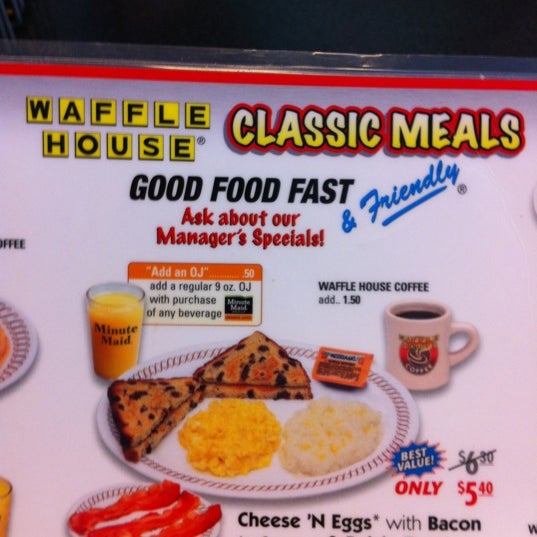 WAFFLE
HOUSE®
CLASSIC MEALS
GOOD FOOD FAST
& Friendly®
Ask about our
Manager's Specials!
OFFEE
"Add an OJ"........ .50
add a regular 9 oz. OJ
with purchase
of any beverage
Minute
Maid
WAFFLE HOUSE COFFEE
add.. 1.50
Minute
Maid
COFFEE
BEST
VALUE!
$6.30
ONLY $5.40
Cheese 'N Eggs* with Bacon